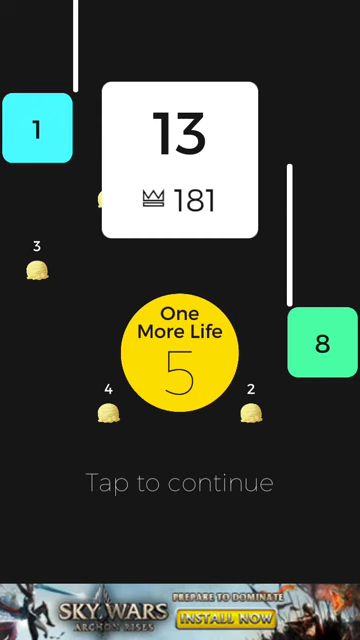 1
13
181
3
One
More Life
5
8
4
2
Tap to continue
SKY WARS
ARCHON RISES
PREPARE TO DOMINATE
INSTALL NOW